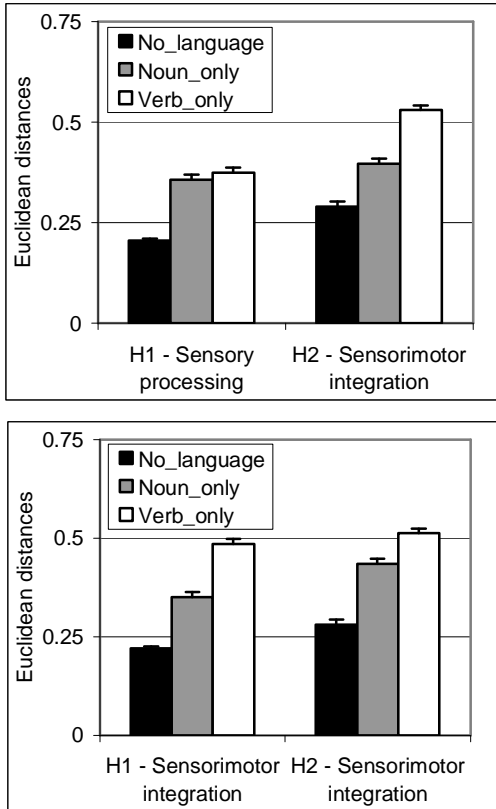 0.75
No_language
Noun_only
Verb_only
0.5
0.25
0
Euclidean distances
H1 - Sensory
processing
H2 - Sensorimotor
integration
0.75
No_language
Noun_only
Verb_only
0.5
0.25
0
Euclidean distances
H1 - Sensorimotor
integration
H2 - Sensorimotor
integration